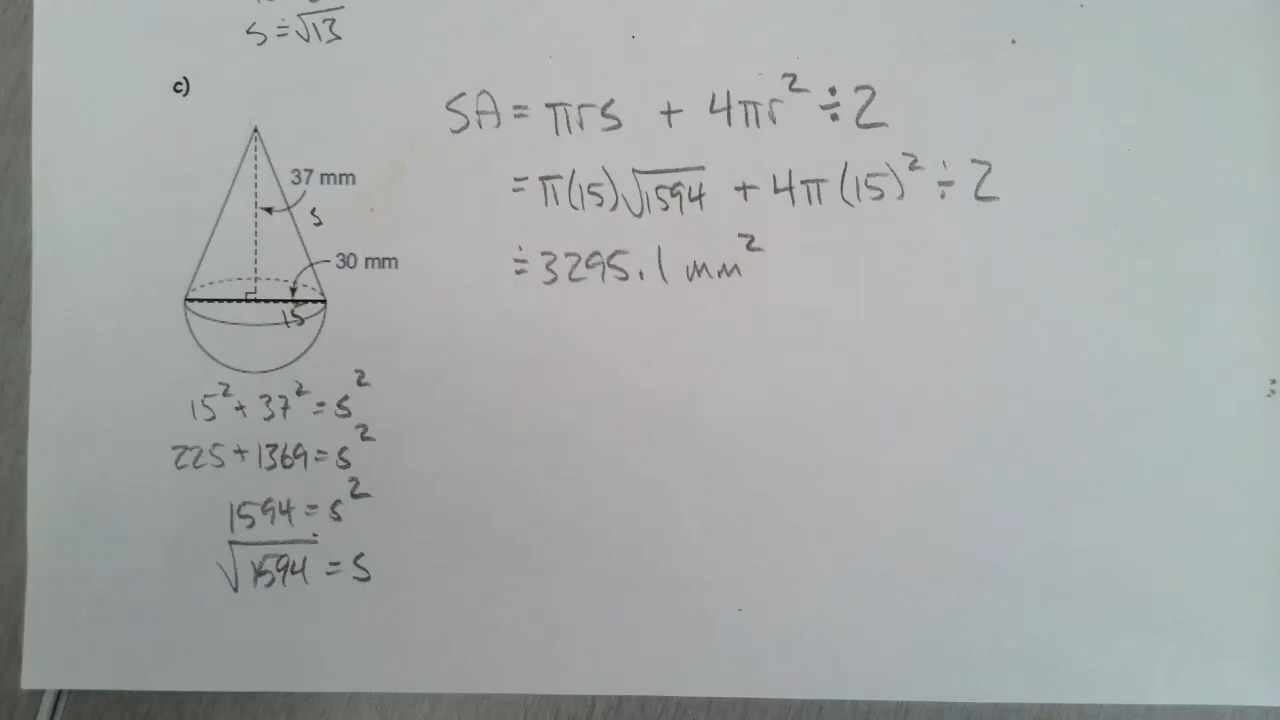 s ≐ √13
c)
SA = πrs + 4πr² ÷ 2
= π(15)√1594 + 4π(15)² ÷ 2
≐ 3295.1 mm²
37 mm
s
30 mm
15
15² + 37² = s²
225 + 1369 = s²
1594 = s²
√1594 = s